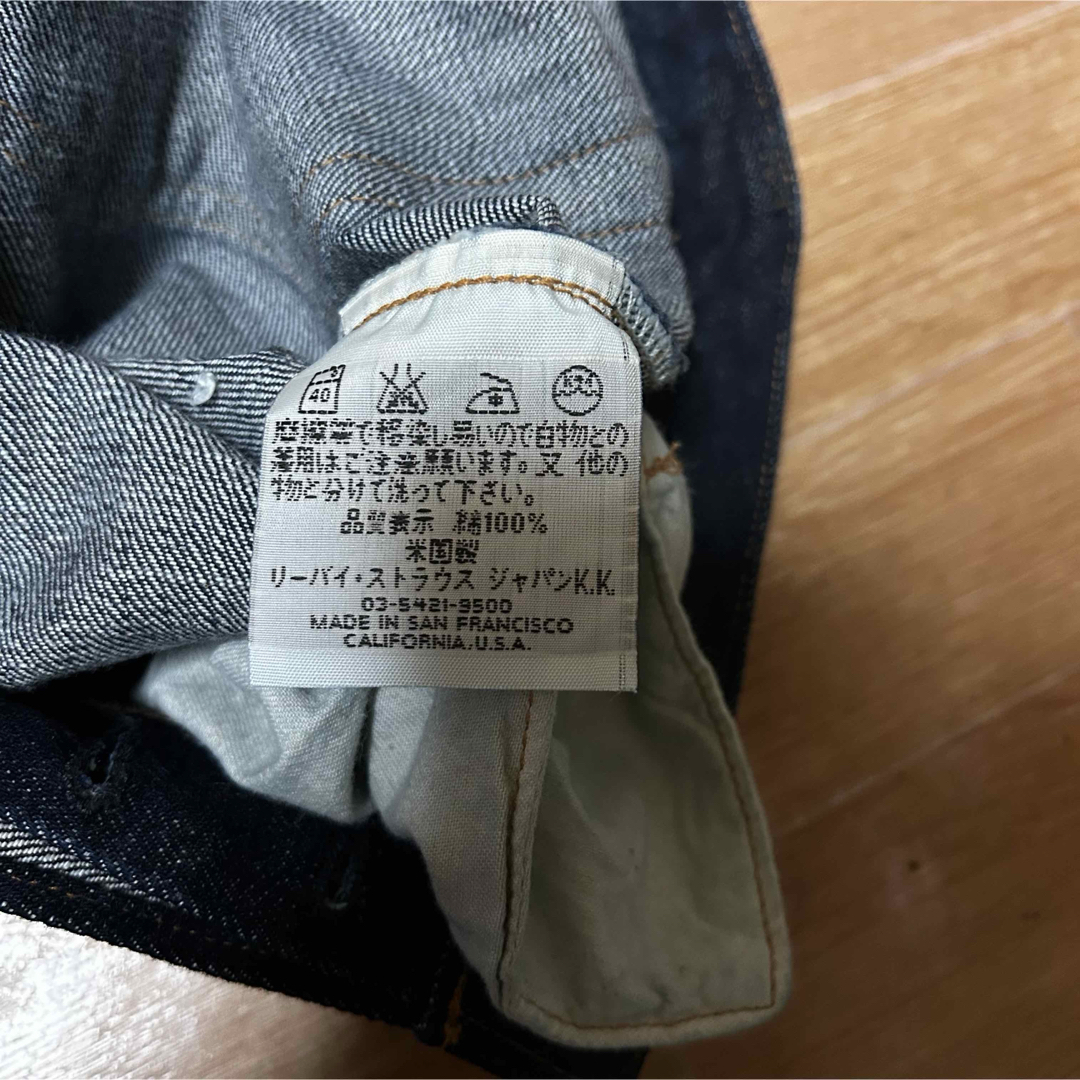 40
摩擦等で移染し易いので白物との
着用はご注意願います。又 他の
物と分けて洗って下さい。
品質表示 綿100%
米国製
リーバイ・ストラウス ジャパンK.K.
03-5421-9500
MADE IN SAN FRANCISCO
CALIFORNIA.U.S.A.